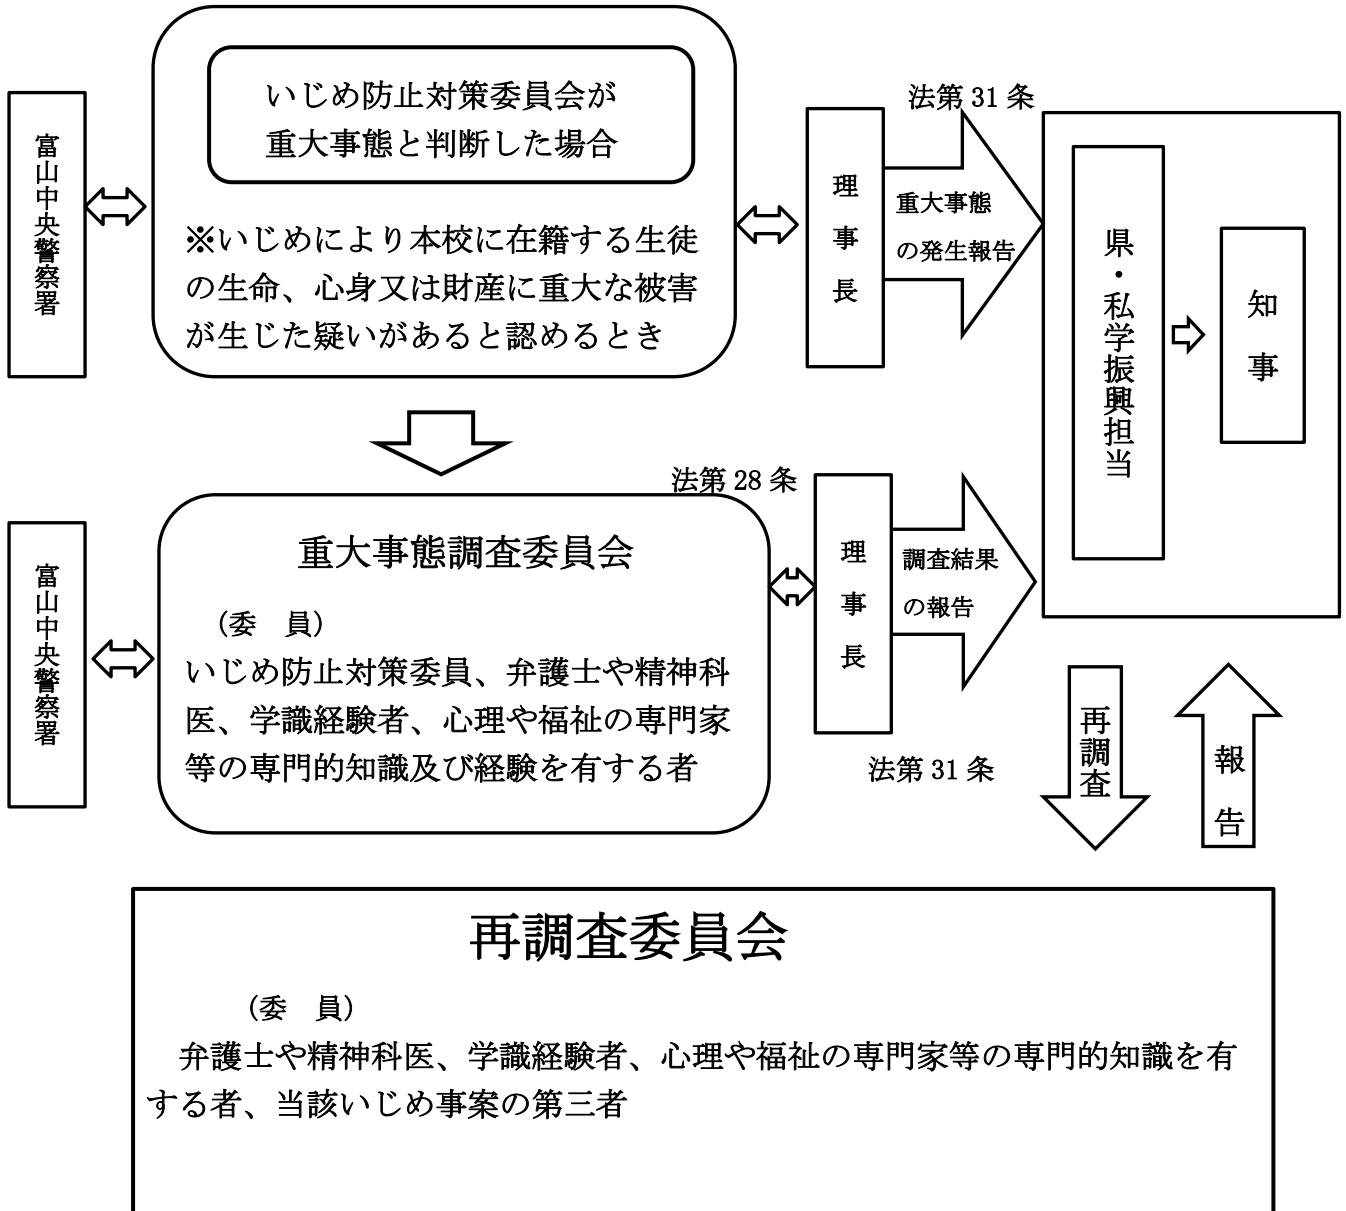 いじめ防止対策委員会が
重大事態と判断した場合
※いじめにより本校に在籍する生徒
の生命、心身又は財産に重大な被害
が生じた疑いがあると認めるとき
富山中央警察署
理事長
法第 31 条
重大事態
の発生報告
県・私学振興担当
知事
法第 28 条
富山中央警察署
重大事態調査委員会
（委　員）
いじめ防止対策委員、弁護士や精神科
医、学識経験者、心理や福祉の専門家
等の専門的知識及び経験を有する者
理事長
調査結果
の報告
法第 31 条
再調査
報告
再調査委員会
（委　員）
弁護士や精神科医、学識経験者、心理や福祉の専門家等の専門的知識を有
する者、当該いじめ事案の第三者